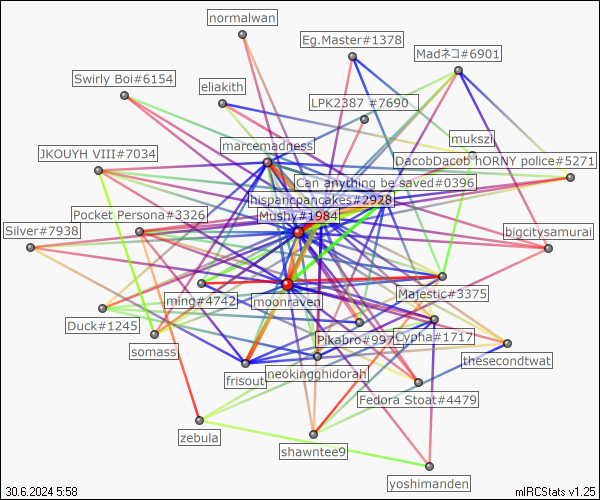 normalwan
Eg.Master#1378
Madネコ#6901
Swirly Boi#6154
eliakith
LPK2387 #7690
mukszi
marcemadness
JKOUYH VIII#7034
DacobDacob hORNY police#5271
Can anything be saved#0396
hispancpancakes#2928
Pocket Persona#3326
Mushy#1984
Silver#7938
bigcitysamurai
ming#4742
moonraven
Majestic#3375
Duck#1245
Pikabro#997
Cypha#1717
somass
thesecondtwat
frisout
neokingghidorah
Fedora Stoat#4479
zebula
shawntee9
yoshimanden
30.6.2024 5:58
mIRCStats v1.25